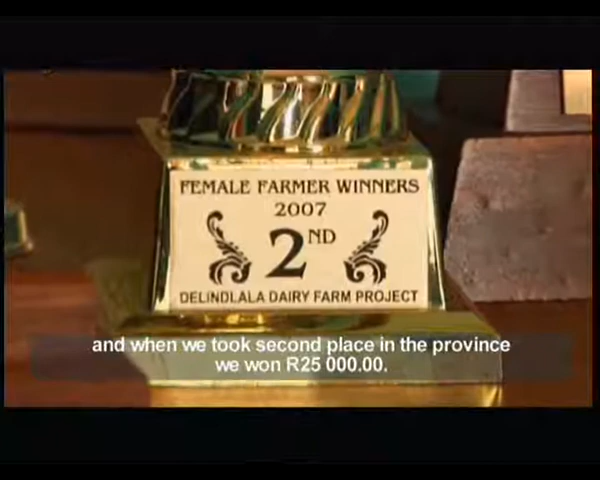 FEMALE FARMER WINNERS
2007
2ND
DELINDLALA DAIRY FARM PROJECT
and when we took second place in the province
we won R25 000.00.